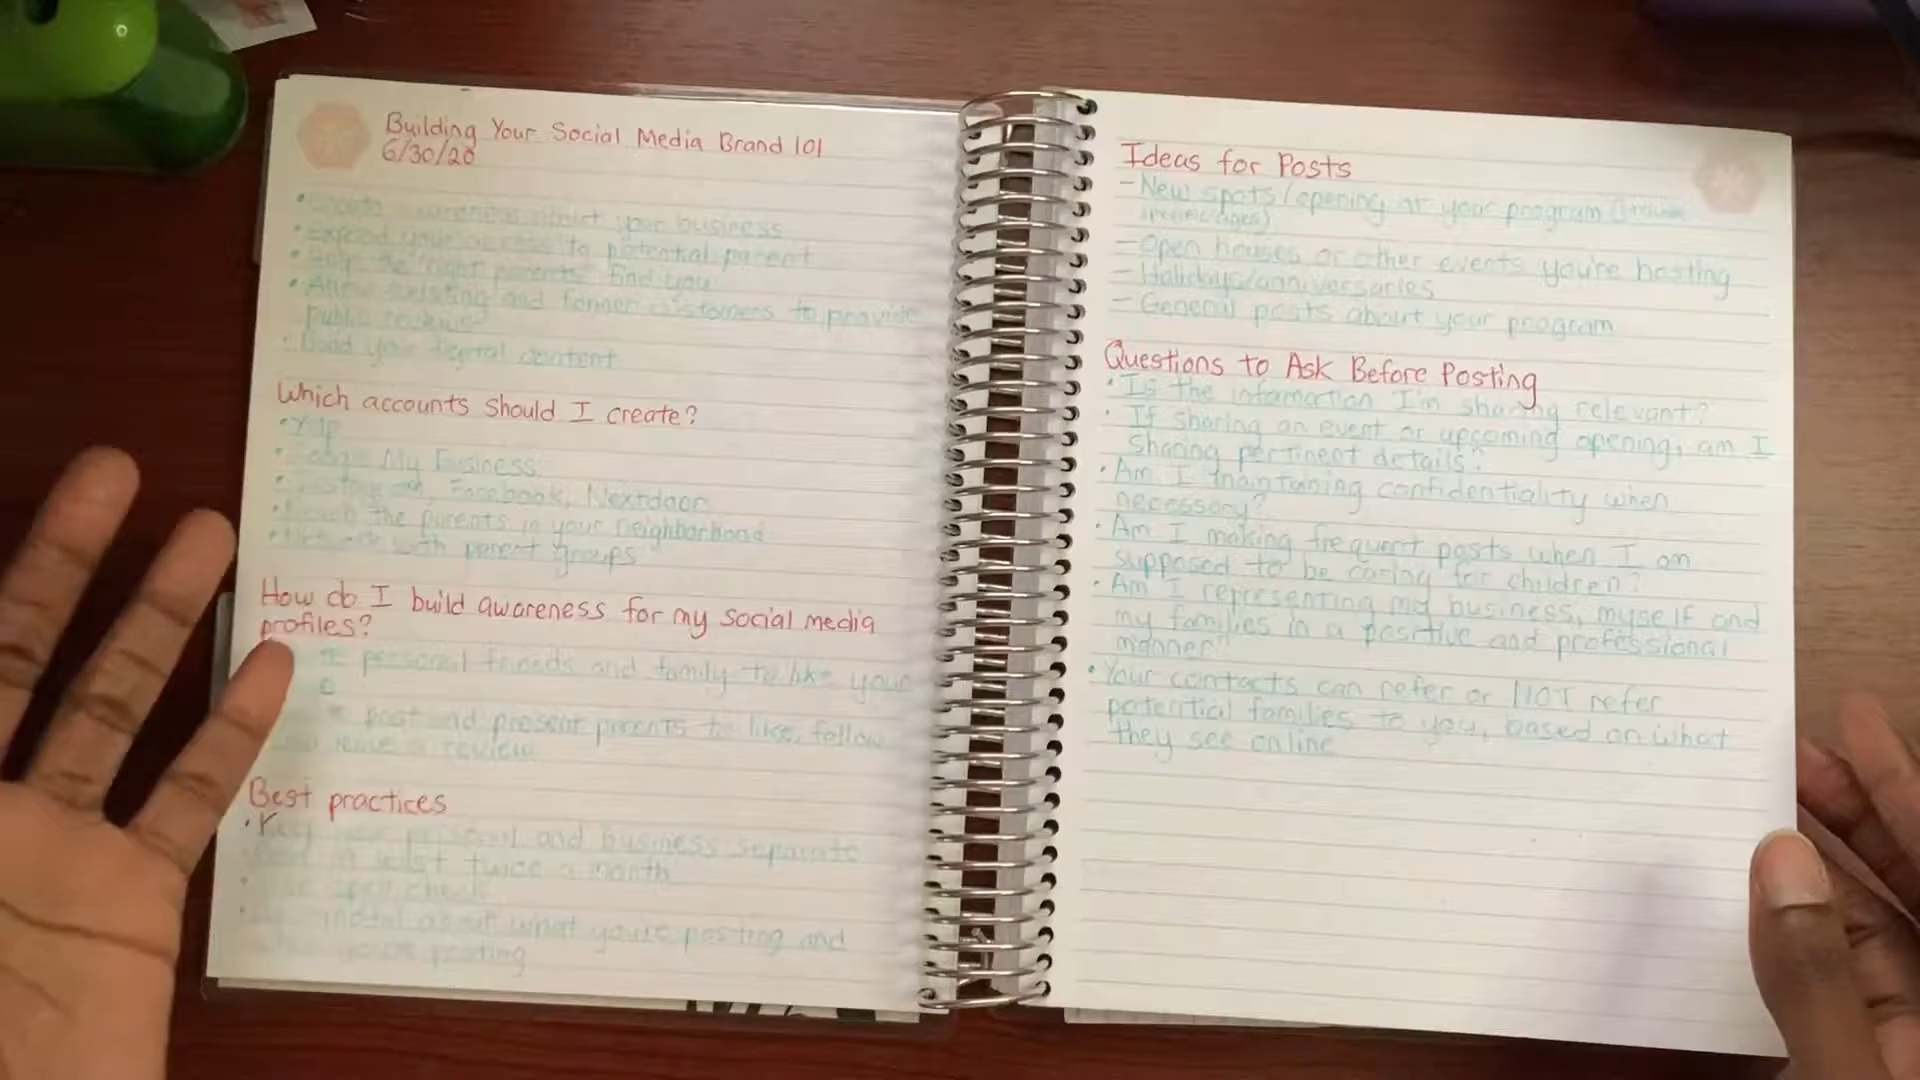 Building Your Social Media Brand 101
6/30/20
awareness about your business
• Expand your access to potential parent
• Help the "right parents" find you
• Allow existing and former customers to provide
public reviews
your digital content
Which accounts should I create?
• Yelp
• Google My Business
• Instagram, Facebook, Nextdoor
• Reach the parents in your neighborhood
• Network with parent groups
How do I build awareness for my social media
profiles?
personal friends and family to like your
past and present parents to like, follow
and leave a review
Best practices
• Keep your personal and business separate
at least twice a month
• spell check
• about what you're posting and
you're posting
Ideas for Posts
- New spots/opening at your program (Include
specific ages)
- Open houses or other events you're hosting
- Holidays/anniversaries
- General posts about your program
Questions to Ask Before Posting
• Is the information I'm sharing relevant?
• If sharing an event or upcoming opening, am I
sharing pertinent details?
• Am I maintaining confidentiality when
necessary?
• Am I making frequent posts when I am
supposed to be caring for children?
• Am I representing my business, myself and
my families in a positive and professional
manner?
• Your contacts can refer or NOT refer
potential families to you, based on what
they see online